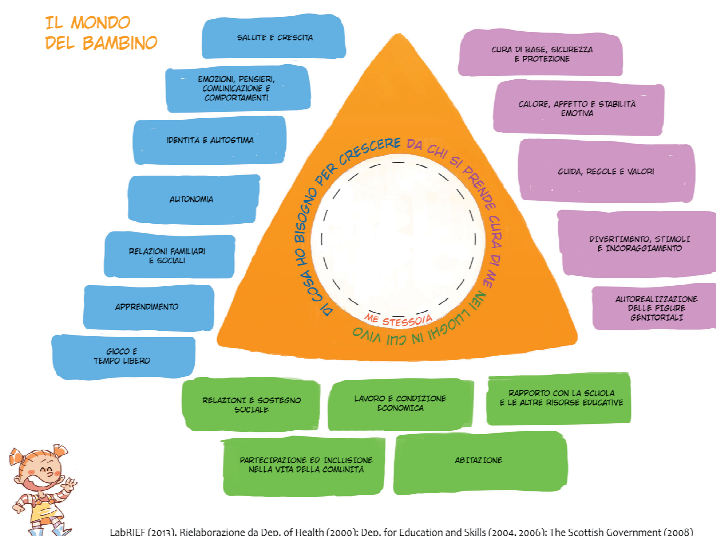 IL MONDO
DEL BAMBINO
SALUTE E CRESCITA
EMOZIONI, PENSIERI,
COMUNICAZIONE E
COMPORTAMENTI
IDENTITÀ E AUTOSTIMA
AUTONOMIA
RELAZIONI FAMILIARI
E SOCIALI
APPRENDIMENTO
GIOCO E
TEMPO LIBERO
DI COSA HO BISOGNO PER CRESCERE
DA CHI SI PRENDE CURA DI ME
NEI LUOGHI IN CUI VIVO
ME STESSO/A
CURA DI BASE, SICUREZZA
E PROTEZIONE
CALORE, AFFETTO E STABILITÀ
EMOTIVA
GUIDA, REGOLE E VALORI
DIVERTIMENTO, STIMOLI
E INCORAGGIAMENTO
AUTOREALIZZAZIONE
DELLE FIGURE
GENITORIALI
RELAZIONI E SOSTEGNO
SOCIALE
LAVORO E CONDIZIONE
ECONOMICA
RAPPORTO CON LA SCUOLA
E LE ALTRE RISORSE EDUCATIVE
PARTECIPAZIONE ED INCLUSIONE
NELLA VITA DELLA COMUNITÀ
ABITAZIONE
LabRIEF (2013). Rielaborazione da Dep. of Health (2000); Dep. for Education and Skills (2004, 2006); The Scottish Government (2008)